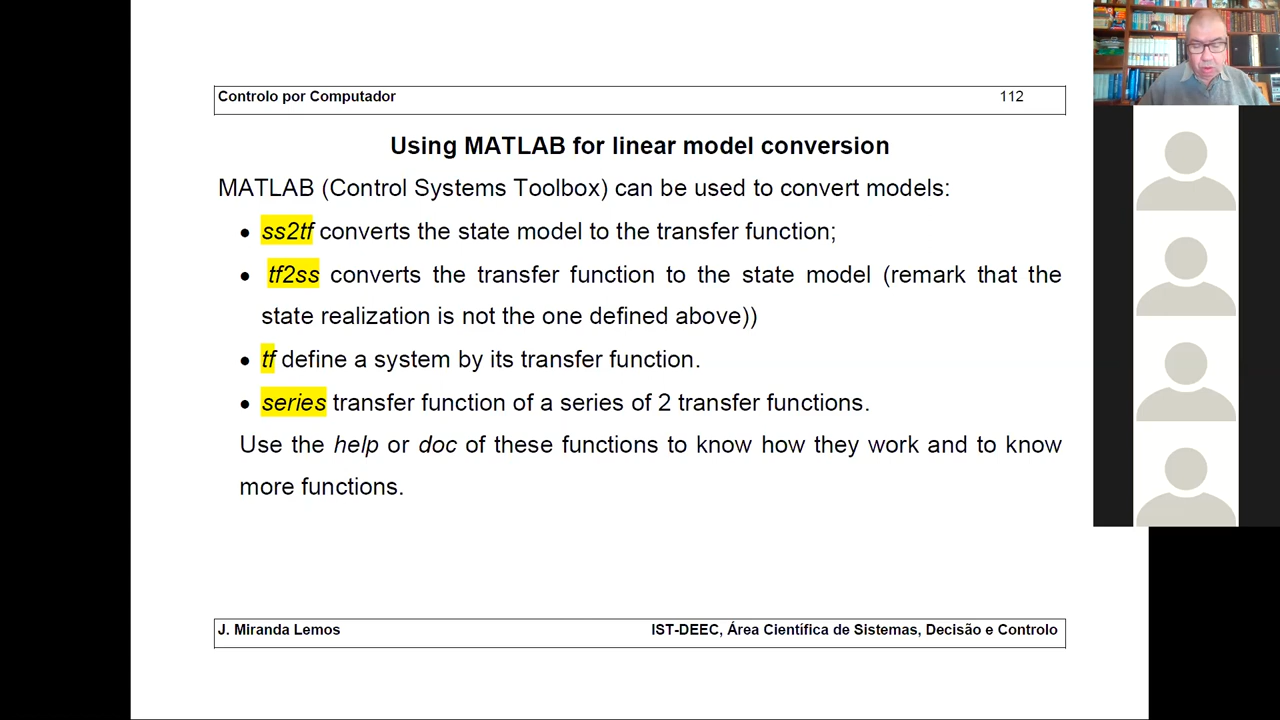 Controlo por Computador 112
Using MATLAB for linear model conversion
MATLAB (Control Systems Toolbox) can be used to convert models:
• ss2tf converts the state model to the transfer function;
• tf2ss converts the transfer function to the state model (remark that the
state realization is not the one defined above))
• tf define a system by its transfer function.
• series transfer function of a series of 2 transfer functions.
Use the help or doc of these functions to know how they work and to know
more functions.
J. Miranda Lemos IST-DEEC, Área Científica de Sistemas, Decisão e Controlo